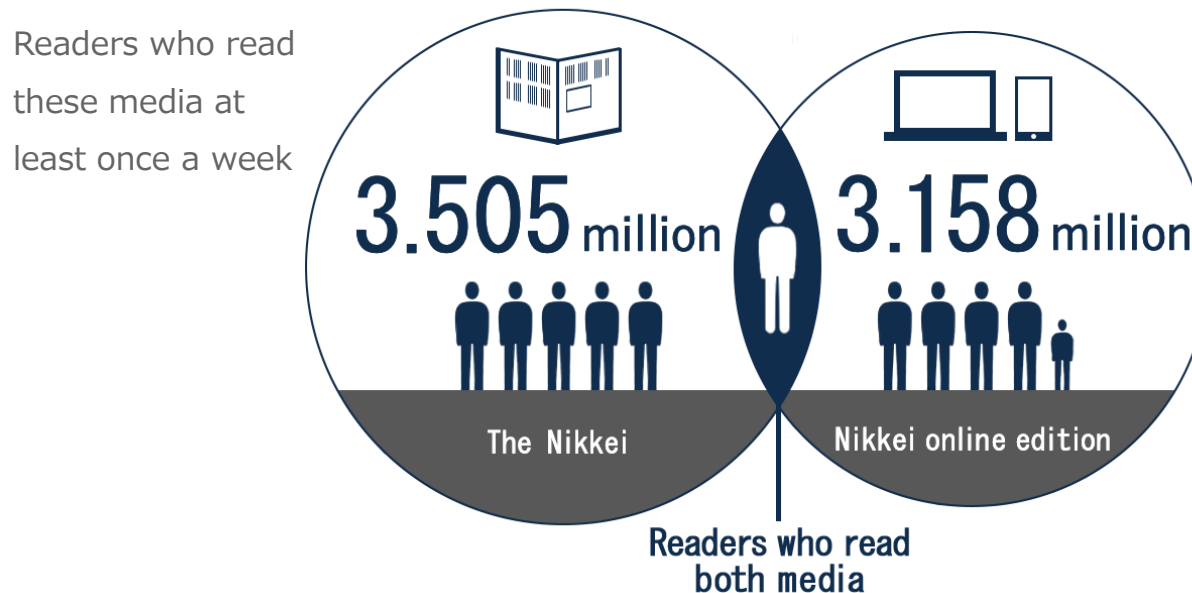 Readers who read
these media at
least once a week
3.505 million
3.158 million
The Nikkei
Nikkei online edition
Readers who read
both media